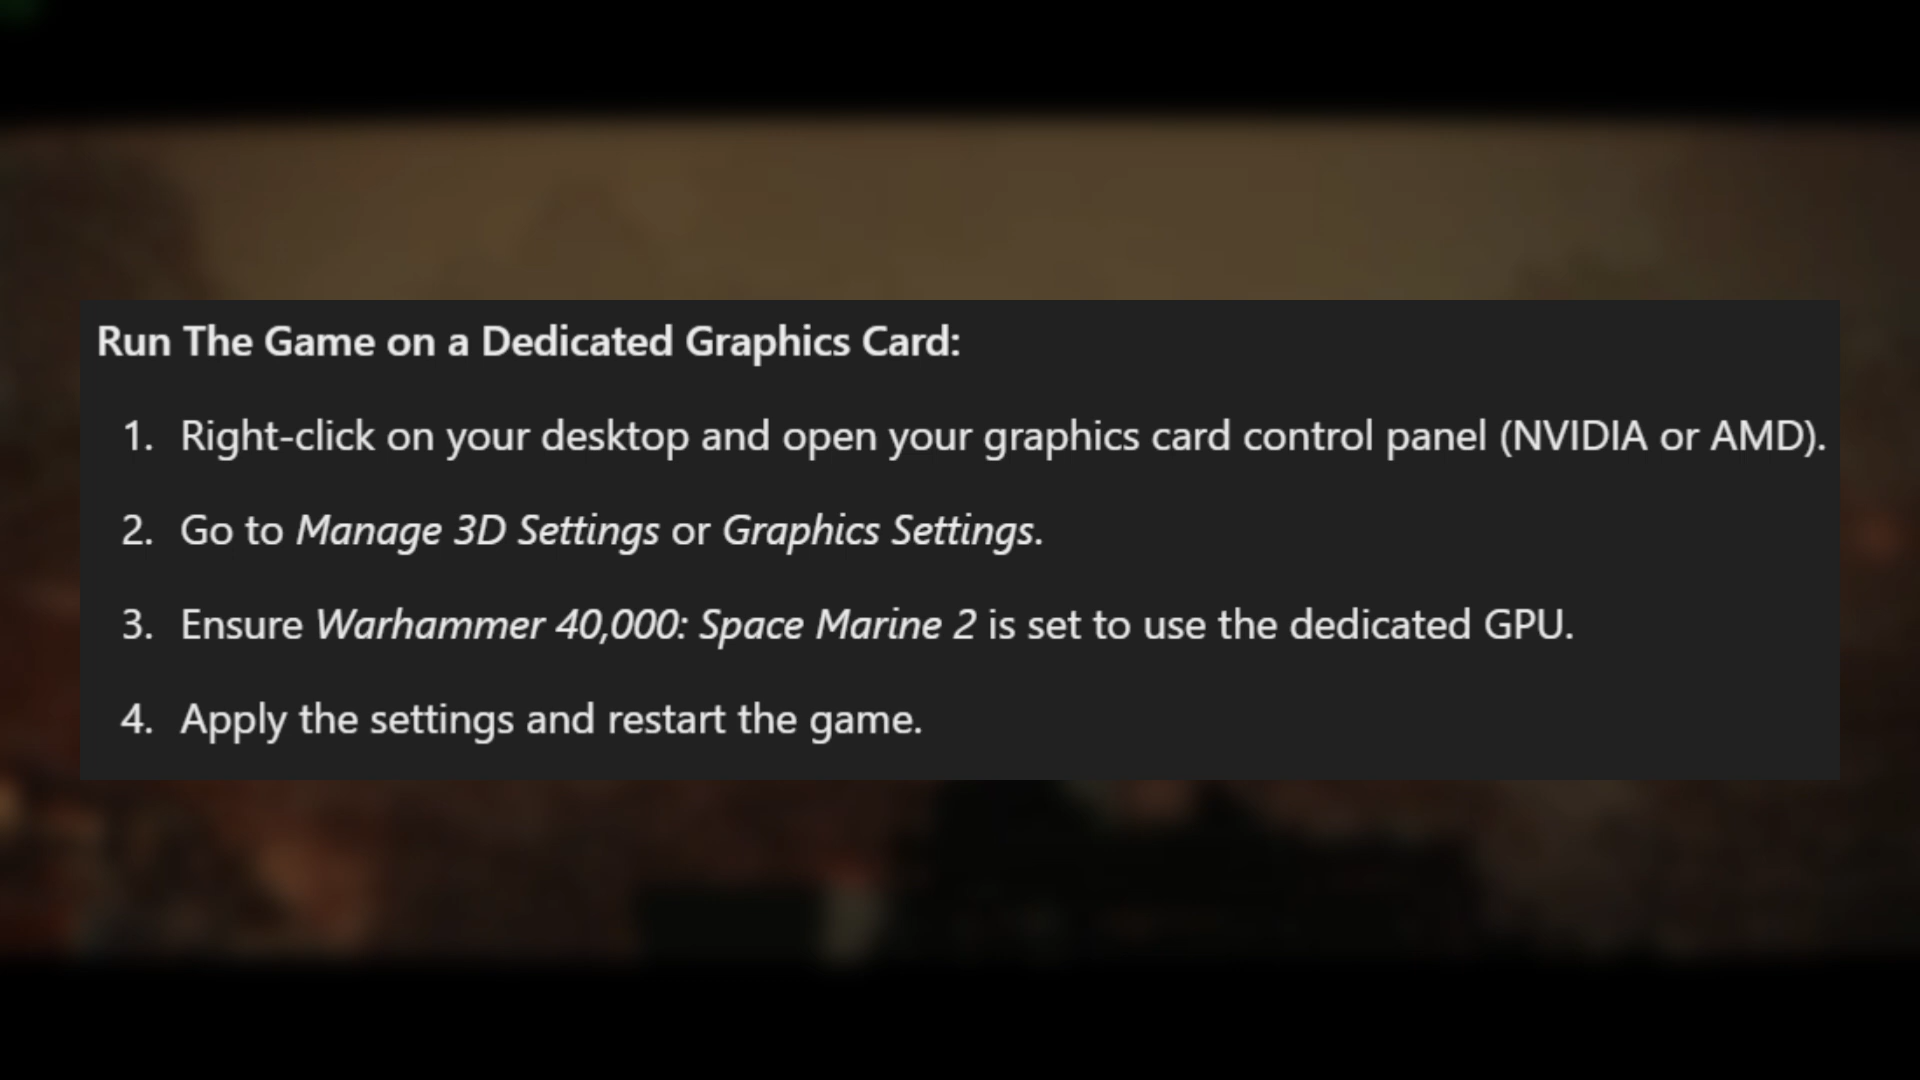 Run The Game on a Dedicated Graphics Card:
1. Right-click on your desktop and open your graphics card control panel (NVIDIA or AMD).
2. Go to Manage 3D Settings or Graphics Settings.
3. Ensure Warhammer 40,000: Space Marine 2 is set to use the dedicated GPU.
4. Apply the settings and restart the game.